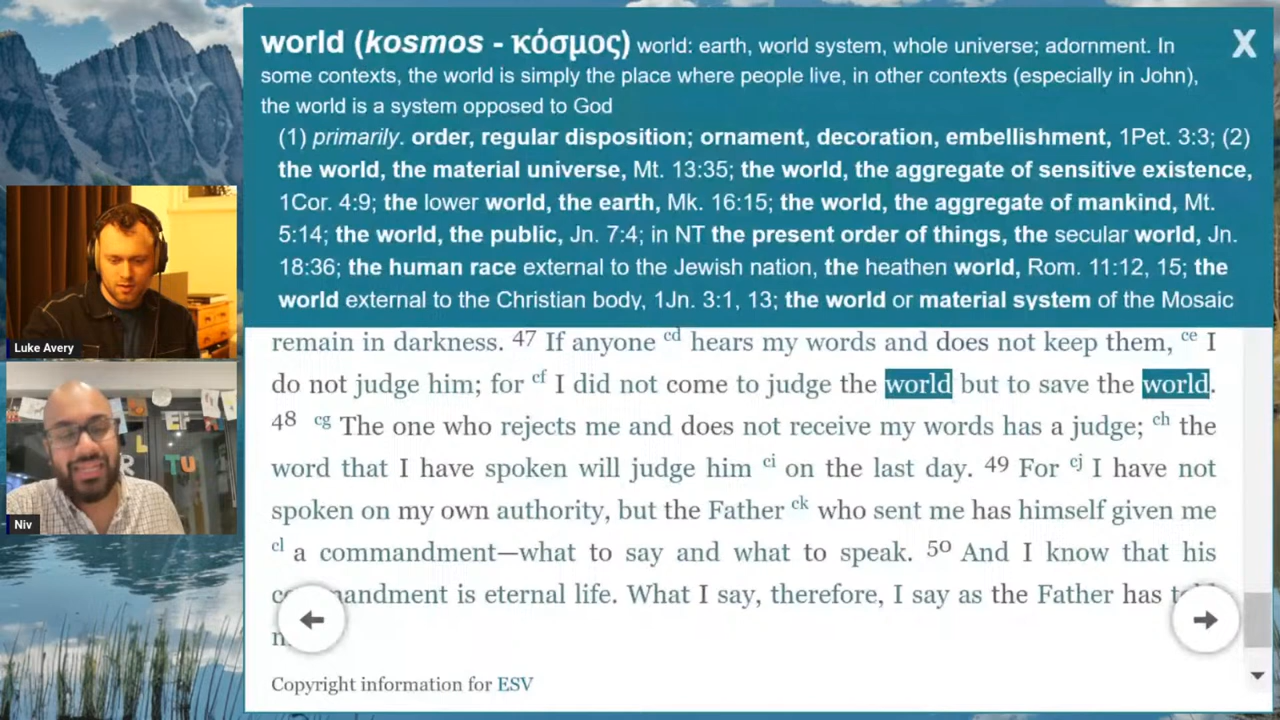 world (kosmos - κόσμος) world: earth, world system, whole universe; adornment. In
some contexts, the world is simply the place where people live, in other contexts (especially in John),
the world is a system opposed to God
(1) primarily. order, regular disposition; ornament, decoration, embellishment, 1Pet. 3:3; (2)
the world, the material universe, Mt. 13:35; the world, the aggregate of sensitive existence,
1Cor. 4:9; the lower world, the earth, Mk. 16:15; the world, the aggregate of mankind, Mt.
5:14; the world, the public, Jn. 7:4; in NT the present order of things, the secular world, Jn.
18:36; the human race external to the Jewish nation, the heathen world, Rom. 11:12, 15; the
world external to the Christian body, 1Jn. 3:1, 13; the world or material system of the Mosaic
X
remain in darkness. 47 If anyone cd hears my words and does not keep them, ce I
do not judge him; for cf I did not come to judge the world but to save the world.
48 cg The one who rejects me and does not receive my words has a judge; ch the
word that I have spoken will judge him ci on the last day. 49 For cj I have not
spoken on my own authority, but the Father ck who sent me has himself given me
cl a commandment—what to say and what to speak. 50 And I know that his
is eternal life. What I say, therefore, I say as the Father has
Copyright information for ESV
Luke Avery
Niv
L
R
TU